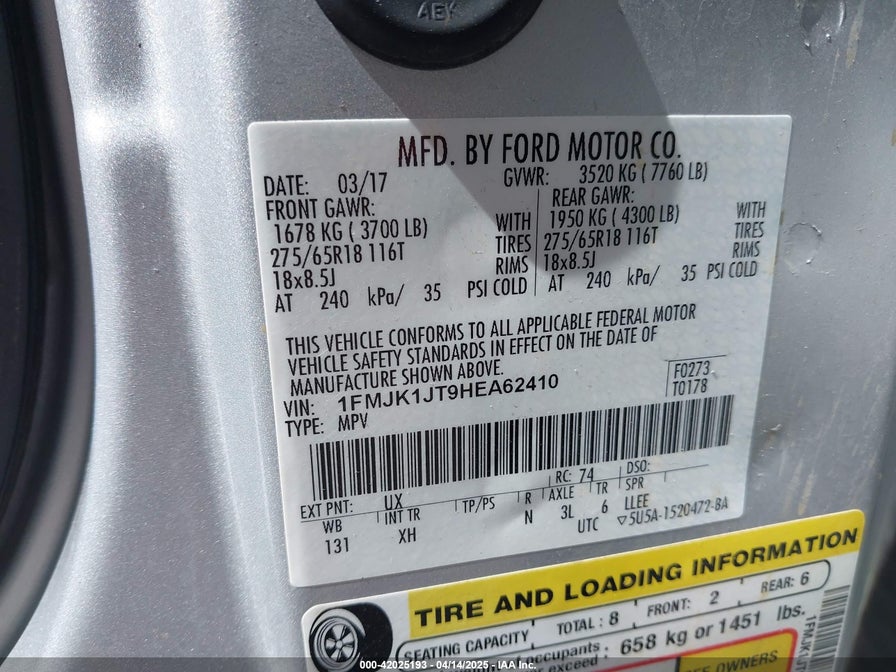 AEK
MFD. BY FORD MOTOR CO.
DATE: 03/17 GVWR: 3520 KG ( 7760 LB)
FRONT GAWR: REAR GAWR:
1678 KG ( 3700 LB) WITH 1950 KG ( 4300 LB) WITH
275/65R18 116T TIRES 275/65R18 116T TIRES
18x8.5J RIMS 18x8.5J RIMS
AT 240 kPa/ 35 PSI COLD AT 240 kPa/ 35 PSI COLD
THIS VEHICLE CONFORMS TO ALL APPLICABLE FEDERAL MOTOR
VEHICLE SAFETY STANDARDS IN EFFECT ON THE DATE OF
MANUFACTURE SHOWN ABOVE.
VIN: 1FMJK1JT9HEA62410 F0273
TYPE: MPV T0178
EXT PNT: UX RC: 74 DSO:
WB INT TR TP/PS R AXLE TR SPR
131 XH N 3L 6 LLEE
UTC ▽5U5A-1520472-BA
TIRE AND LOADING INFORMATION
SEATING CAPACITY TOTAL : 8 FRONT: 2 REAR: 6
occupants : 658 kg or 1451 lbs.
exceed :
SEE OWNERS
000-42025193 - 04/14/2025 - IAA, Inc.